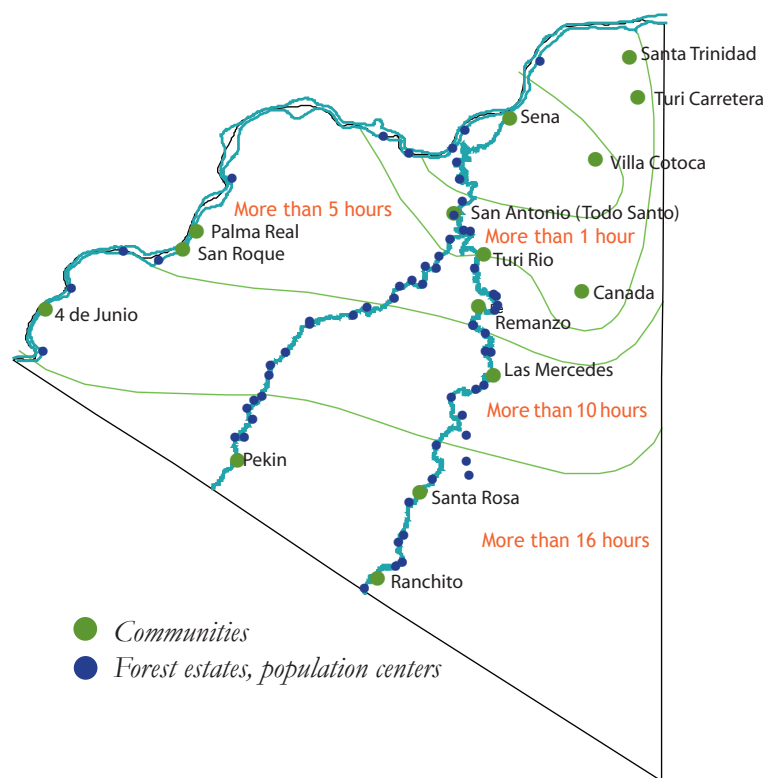 Santa Trinidad
Turi Carretera
Sena
Villa Cotoca
More than 5 hours
San Antonio (Todo Santo)
Palma Real
More than 1 hour
San Roque
Turi Rio
Canada
4 de Junio
Remanzo
Las Mercedes
More than 10 hours
Pekin
Santa Rosa
More than 16 hours
Ranchito
Communities
Forest estates, population centers